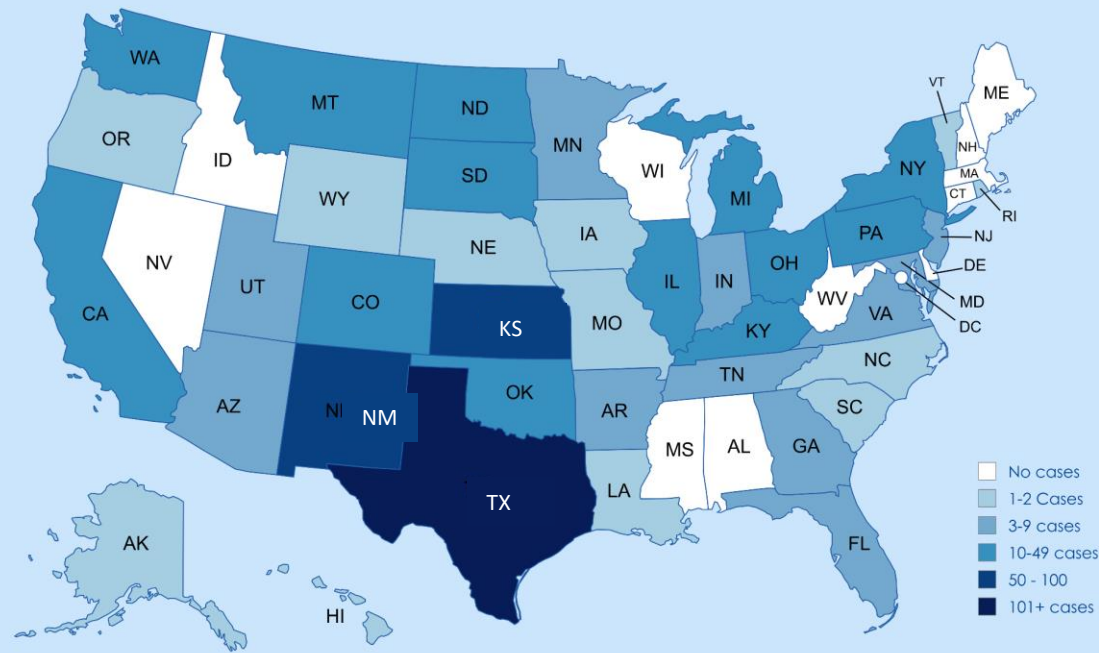 WA
MT
ND
MN
OR
ID
SD
WI
WY
MI
NY
VT
ME
NH
MA
CT
RI
NJ
NV
UT
NE
IA
IL
IN
OH
PA
DE
MD
DC
CA
CO
KS
MO
KY
WV
VA
AZ
NM
OK
AR
TN
NC
SC
MS
AL
GA
LA
TX
FL
AK
HI
No cases
1-2 Cases
3-9 cases
10-49 cases
50 - 100
101+ cases